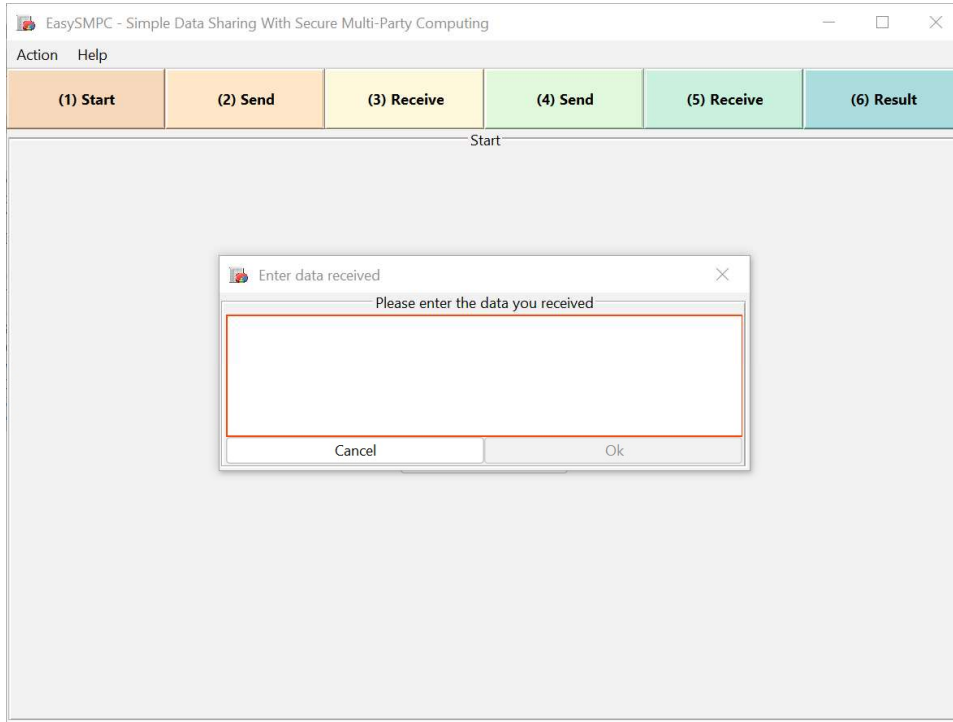 EasySMPC - Simple Data Sharing With Secure Multi-Party Computing
Action Help
(1) Start (2) Send (3) Receive (4) Send (5) Receive (6) Result
Start
Enter data received
Please enter the data you received
Cancel Ok